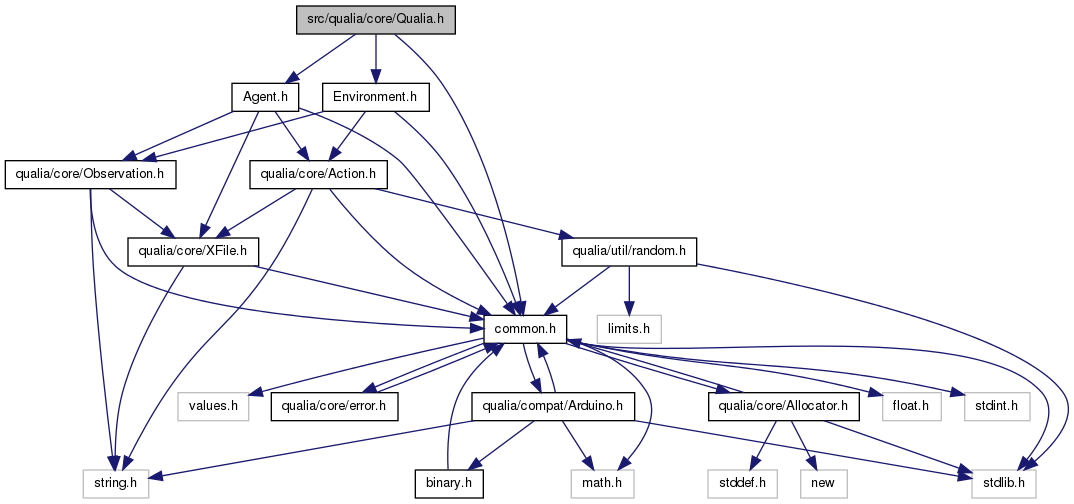 src/qualia/core/Qualia.h
Agent.h
Environment.h
qualia/core/Observation.h
qualia/core/Action.h
qualia/core/XFile.h
qualia/util/random.h
common.h
limits.h
values.h
qualia/core/error.h
qualia/compat/Arduino.h
qualia/core/Allocator.h
float.h
stdint.h
string.h
binary.h
math.h
stddef.h
new
stdlib.h